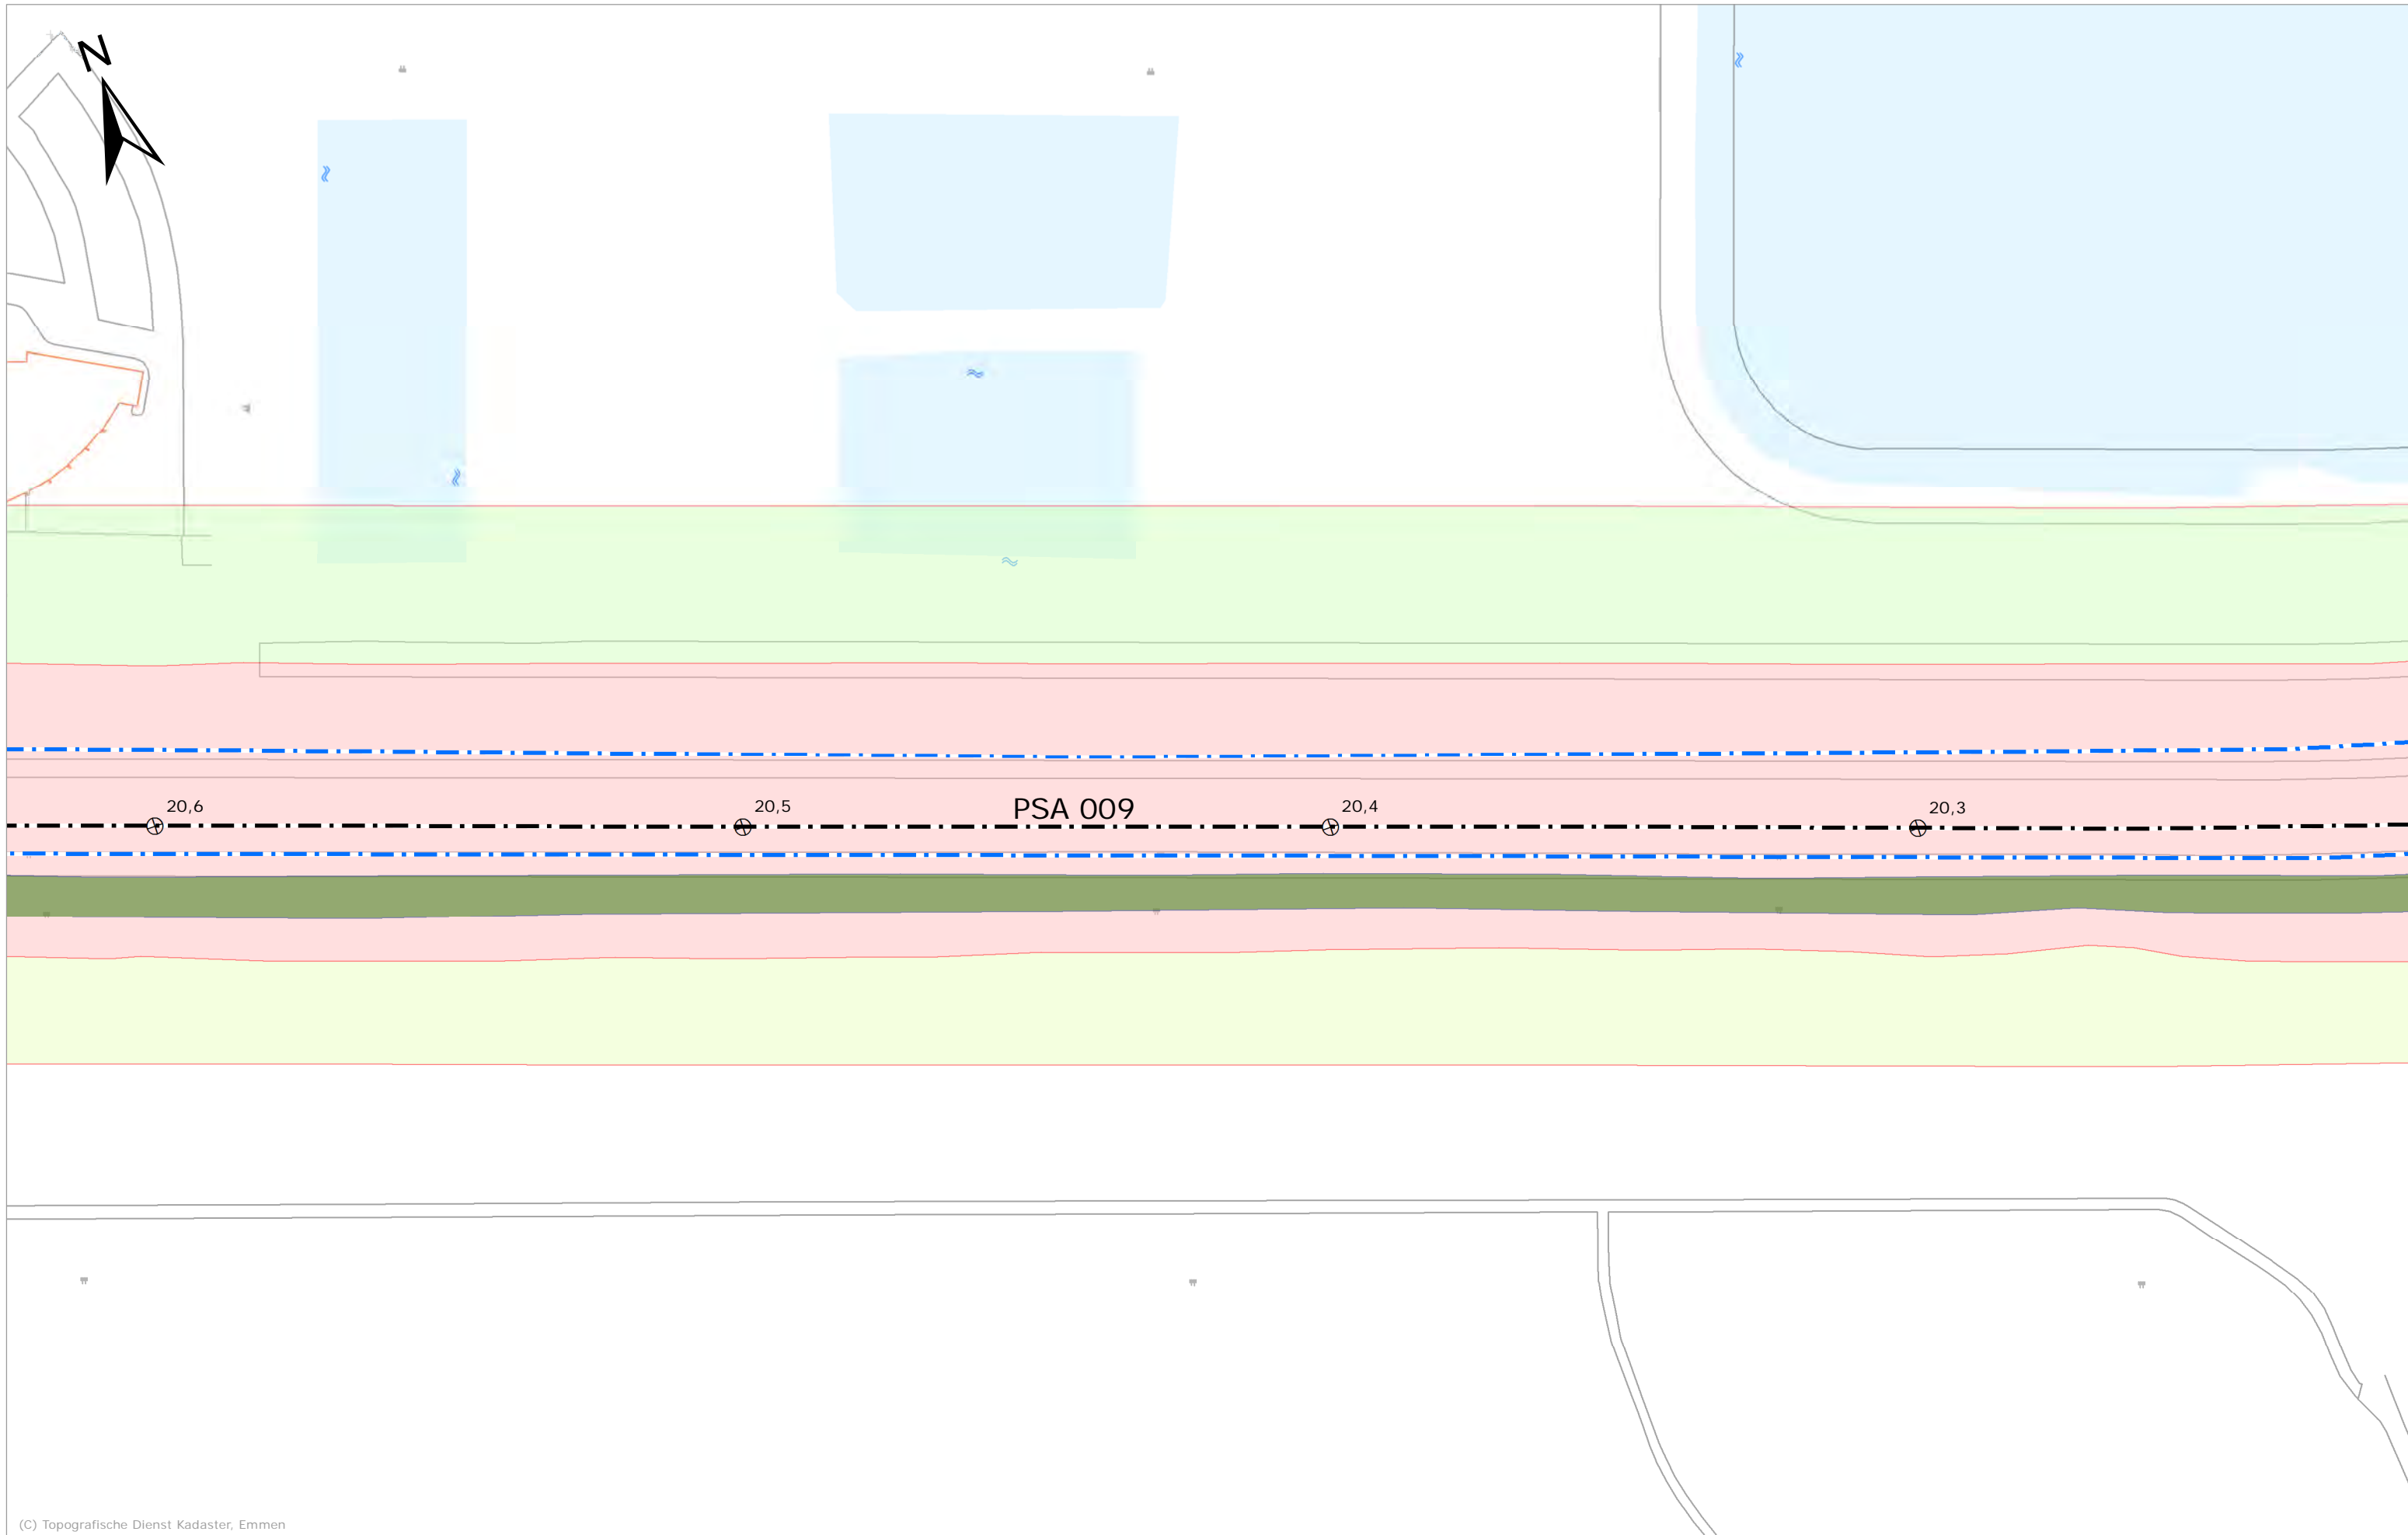 N
20,6
20,5
PSA 009
20,4
20,3
(C) Topografische Dienst Kadaster, Emmen